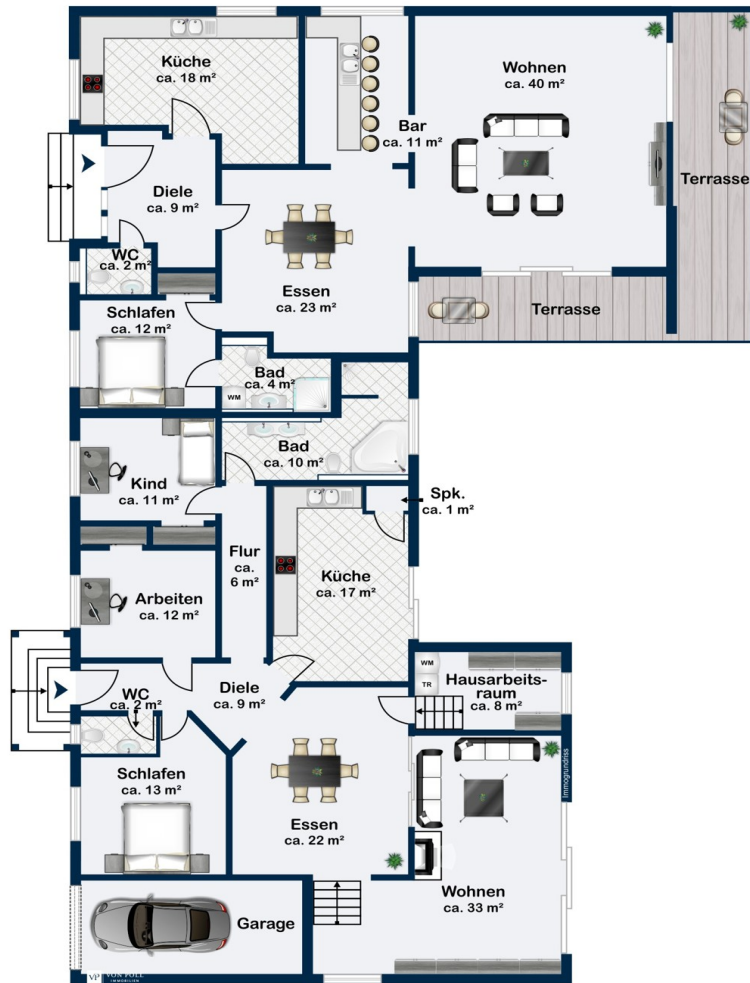 Küche
ca. 18 m²
Wohnen
ca. 40 m²
Bar
ca. 11 m²
Diele
ca. 9 m²
Terrasse
WC
ca. 2 m²
Essen
ca. 23 m²
Terrasse
Schlafen
ca. 12 m²
Bad
ca. 4 m²
WM
Bad
ca. 10 m²
Kind
ca. 11 m²
Spk.
ca. 1 m²
Flur
ca.
6 m²
Küche
ca. 17 m²
Arbeiten
ca. 12 m²
WM
TR
Hausarbeits-
raum
ca. 8 m²
Diele
ca. 9 m²
WC
ca. 2 m²
Immogrundriss
Schlafen
ca. 13 m²
Essen
ca. 22 m²
Wohnen
ca. 33 m²
Garage
VP VON POLL
IMMOBILIEN